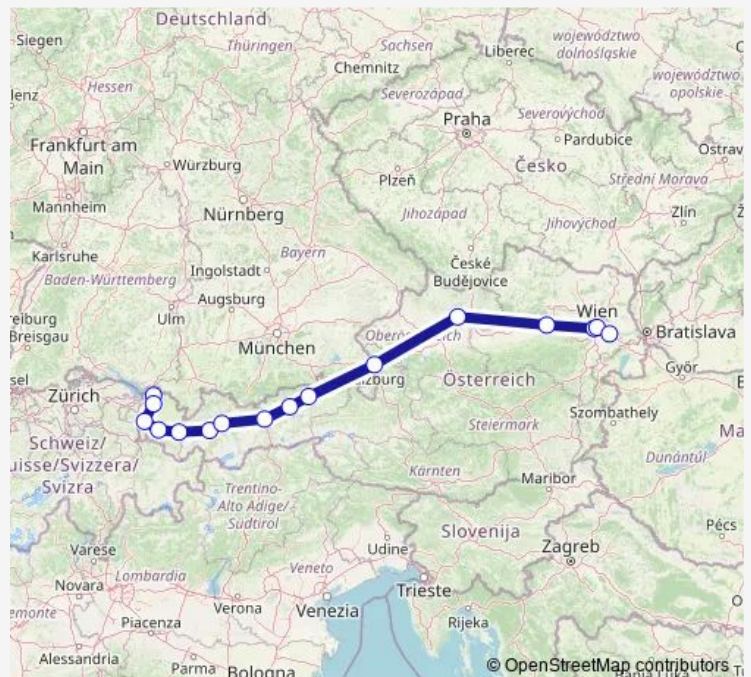 Deutschland
Siegen
Thüringen
Sachsen
Liberec
województwo
dolnośląskie
Chemnitz
województwo
opolskie
Hessen
Severozápad
Severovýchod
Praha
Frankfurt am
Main
Pardubice
Ostrav
Würzburg
Plzeň
Česko
Střední Morava
Mannheim
Nürnberg
Jihozápad
Jihovýchod
Zlín
Karlsruhe
Bayern
České
Budějovice
Baden-Württemberg
Ingolstadt
Augsburg
Ulm
Wien
Breisgau
München
Bratislava
Győr
Zürich
Österreich
Szombathely
Schweiz/
Steiermark
Svizra
Kärnten
Maribor
Dunántúl
Trentino-
Alto Adige/
Südtirol
Slovenija
Pécs
Varese
Udine
Zagreb
Lombardia
Veneto
Trieste
Novara
Verona
Venezia
Rijeka
Piacenza
Alessandria
Parma
Bologna
© OpenStreetMap contributors